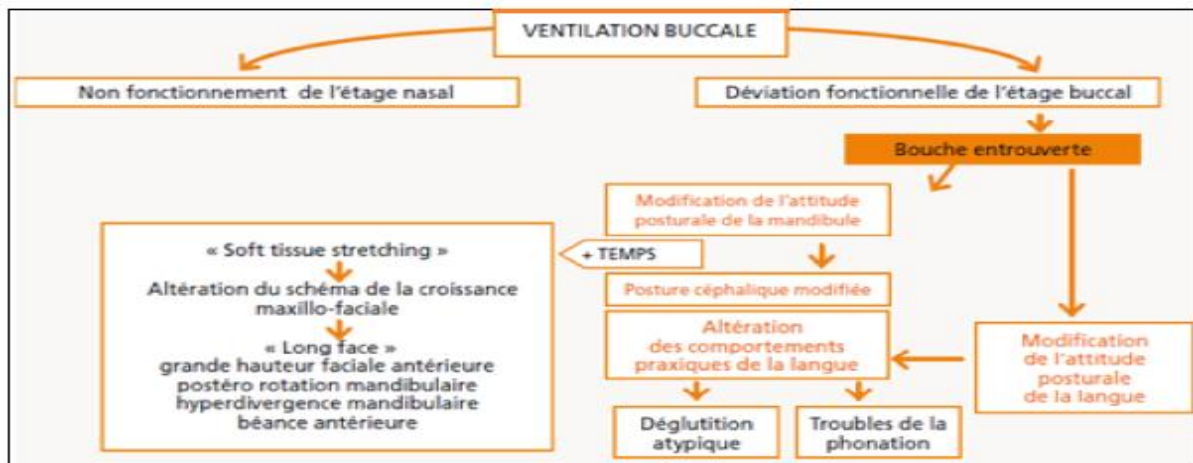 VENTILATION BUCCALE
Non fonctionnement de l'étage nasal
Déviation fonctionnelle de l'étage buccal
Bouche entrouverte
Modification de l'attitude
posturale de la mandibule
+ TEMPS
« Soft tissue stretching »
Altération du schéma de la croissance
maxillo-faciale
« Long face »
grande hauteur faciale antérieure
postéro rotation mandibulaire
hyperdivergence mandibulaire
béance antérieure
Posture céphalique modifiée
Altération
des comportements
praxiques de la langue
Modification
de l'attitude
posturale
de la langue
Déglutition
atypique
Troubles de la
phonation